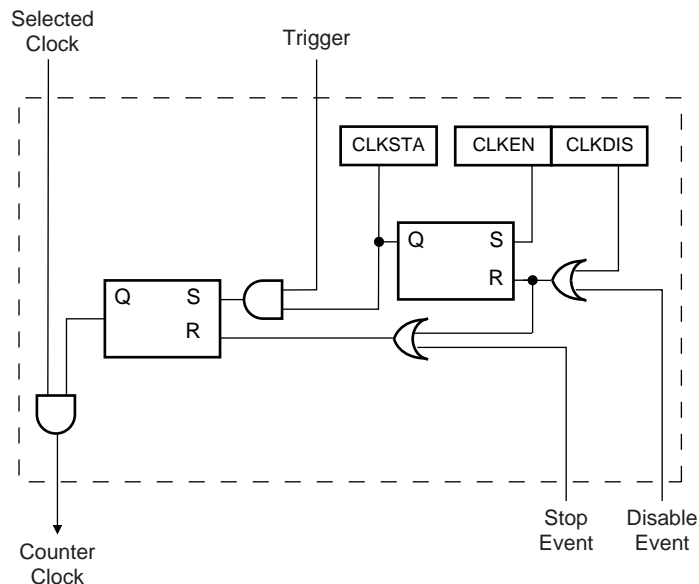 Selected
Clock
Trigger
CLKSTA
CLKEN
CLKDIS
Q
S
R
Q
S
R
Stop
Event
Disable
Event
Counter
Clock